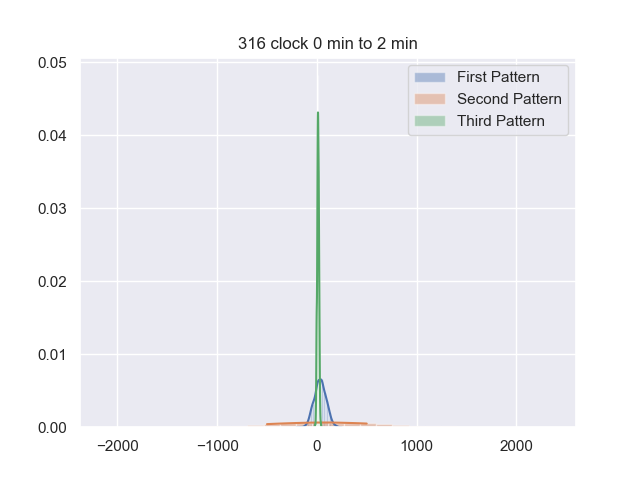 316 clock 0 min to 2 min
First Pattern
Second Pattern
Third Pattern
0.05
0.04
0.03
0.02
0.01
0.00
−2000
−1000
0
1000
2000